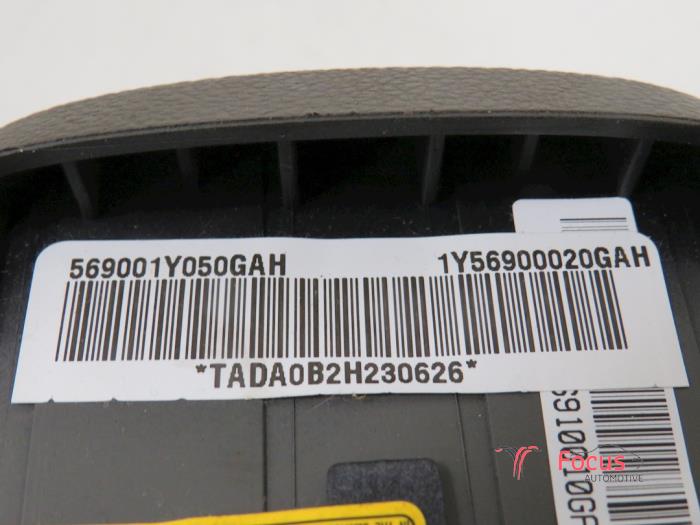 569001Y050GAH 1Y56900020GAH
*TADA0B2H230626*
Focus
AUTOMOTIVE